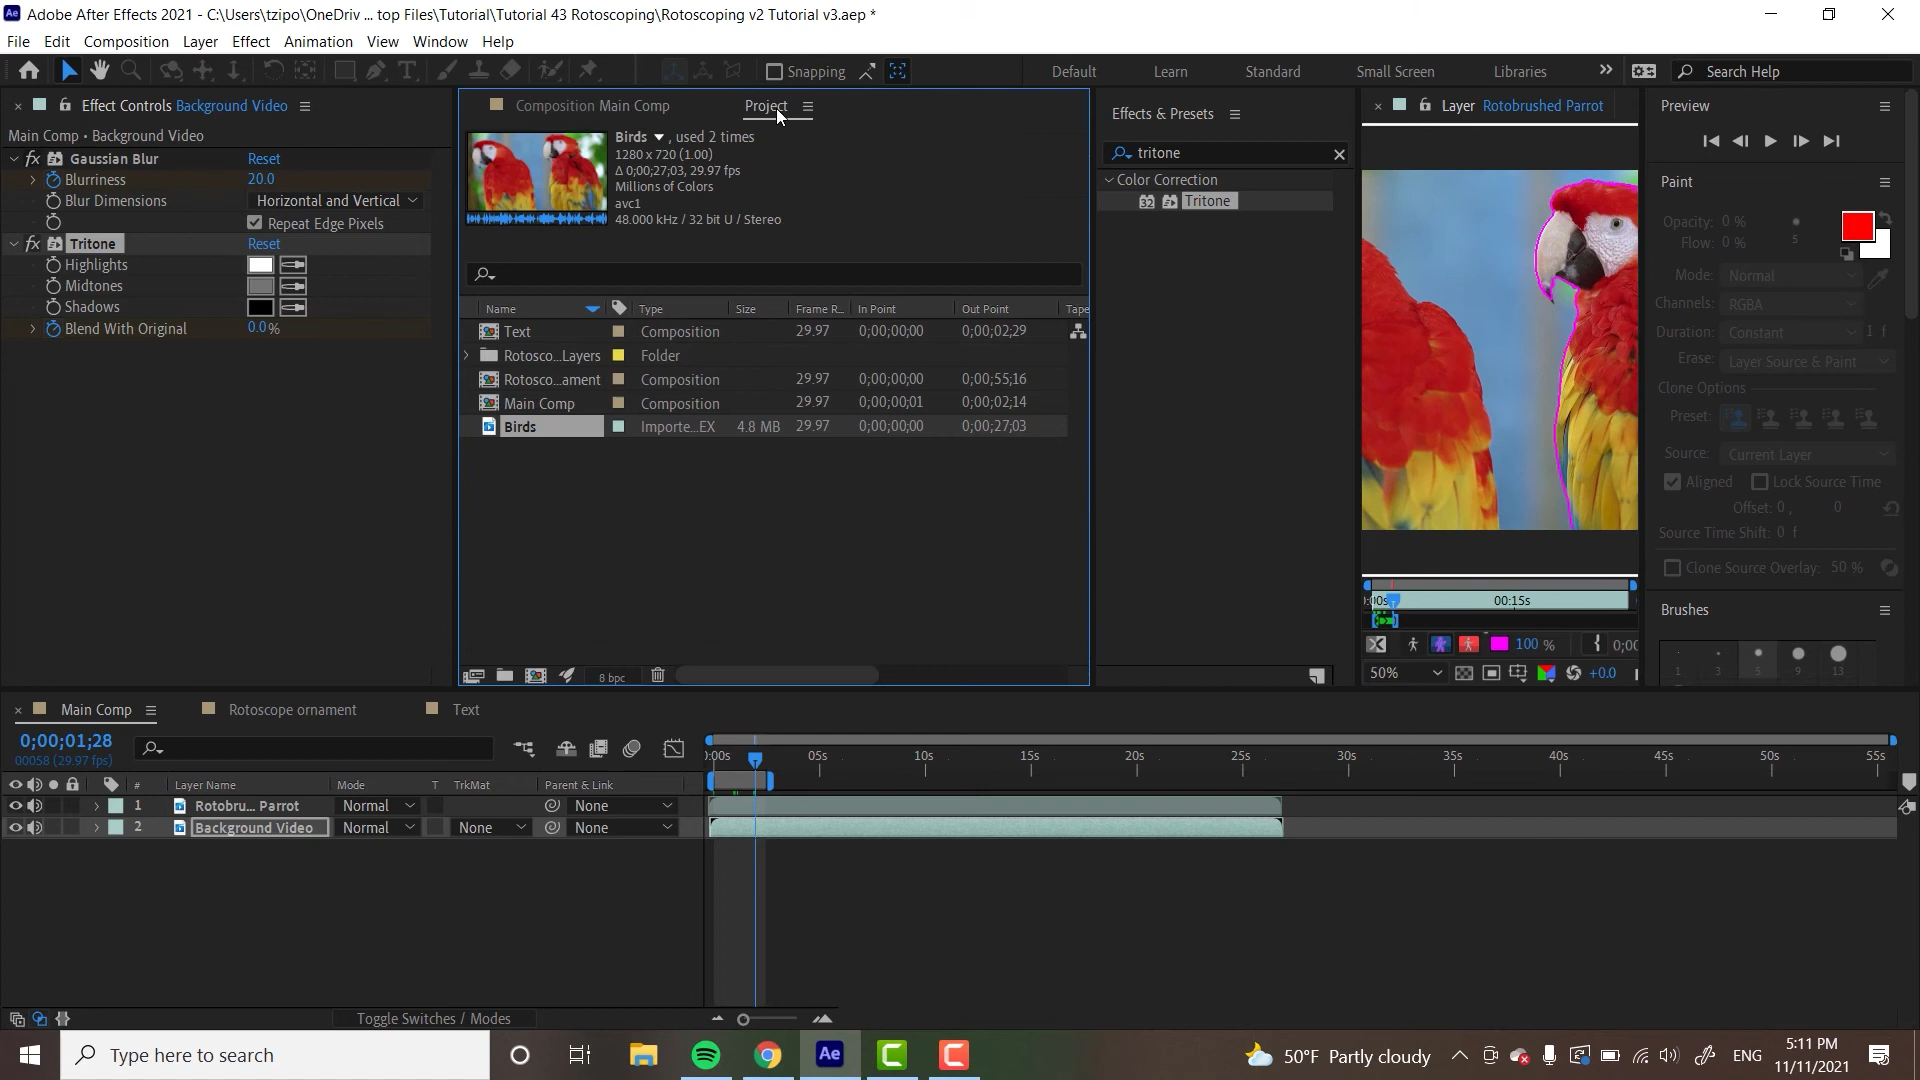 Adobe After Effects 2021 - C:\Users\tzipo\OneDriv ... top Files\Tutorial\Tutorial 43 Rotoscoping\Rotoscoping v2 Tutorial v3.aep *
File Edit Composition Layer Effect Animation View Window Help
Snapping
Default Learn Standard Small Screen Libraries
Search Help
Effect Controls Background Video
Main Comp • Background Video
fx Gaussian Blur Reset
Blurriness 20.0
Blur Dimensions Horizontal and Vertical
Repeat Edge Pixels
fx Tritone Reset
Highlights
Midtones
Shadows
Blend With Original 0.0%
Composition Main Comp Project
Birds , used 2 times
1280 x 720 (1.00)
Δ 0;00;27;03, 29.97 fps
Millions of Colors
avc1
48.000 kHz / 32 bit U / Stereo
Name Type Size Frame R... In Point Out Point Tape
Text Composition 29.97 0;00;00;00 0;00;02;29
Rotosco...Layers Folder
Rotosco...ament Composition 29.97 0;00;00;00 0;00;55;16
Main Comp Composition 29.97 0;00;00;01 0;00;02;14
Birds Importe...EX 4.8 MB 29.97 0;00;00;00 0;00;27;03
8 bpc
Effects & Presets
tritone
Color Correction
32 Tritone
Layer Rotobrushed Parrot
00:15s
100 %
50% +0.0
Preview
Paint
Opacity: 0 %
Flow: 0 % 5
Mode: Normal
Channels: RGBA
Duration: Constant 1 f
Erase: Layer Source & Paint
Clone Options
Preset:
Source: Current Layer
Aligned Lock Source Time
Offset: 0 , 0
Source Time Shift: 0 f
Clone Source Overlay: 50 %
Brushes
1 3 5 9 13
Main Comp Rotoscope ornament Text
0;00;01;28
00058 (29.97 fps)
:00s 05s 10s 15s 20s 25s 30s 35s 40s 45s 50s 55s
# Layer Name Mode T TrkMat Parent & Link
1 Rotobru... Parrot Normal None
2 Background Video Normal None None
Toggle Switches / Modes
Type here to search
Ae
50°F Partly cloudy
ENG
5:11 PM
11/11/2021